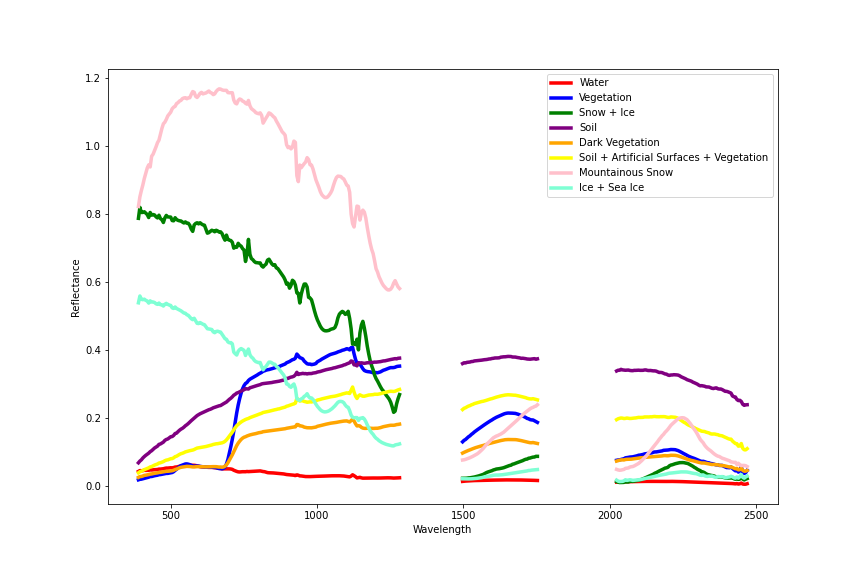 1.2
1.0
0.8
0.6
0.4
0.2
0.0
Reflectance
500
1000
1500
2000
2500
Wavelength
Water
Vegetation
Snow + Ice
Soil
Dark Vegetation
Soil + Artificial Surfaces + Vegetation
Mountainous Snow
Ice + Sea Ice